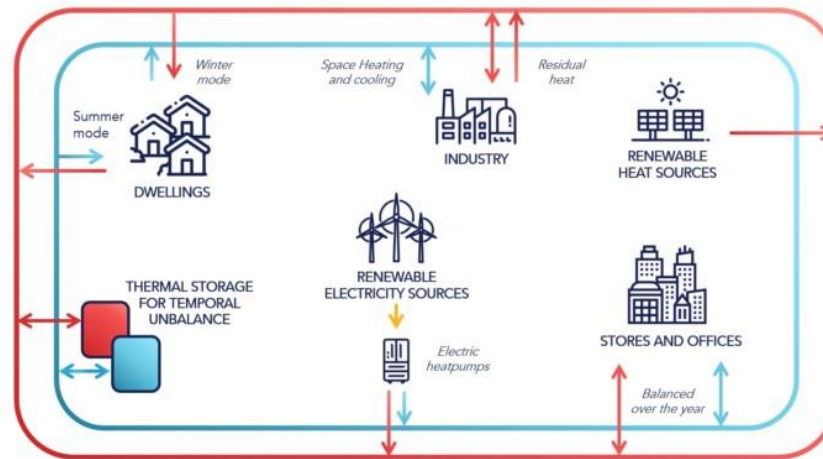 Winter
mode
Space Heating
and cooling
Residual
heat
Summer
mode
DWELLINGS
INDUSTRY
RENEWABLE
HEAT SOURCES
THERMAL STORAGE
FOR TEMPORAL
UNBALANCE
RENEWABLE
ELECTRICITY SOURCES
STORES AND OFFICES
Electric
heatpumps
Balanced
over the year